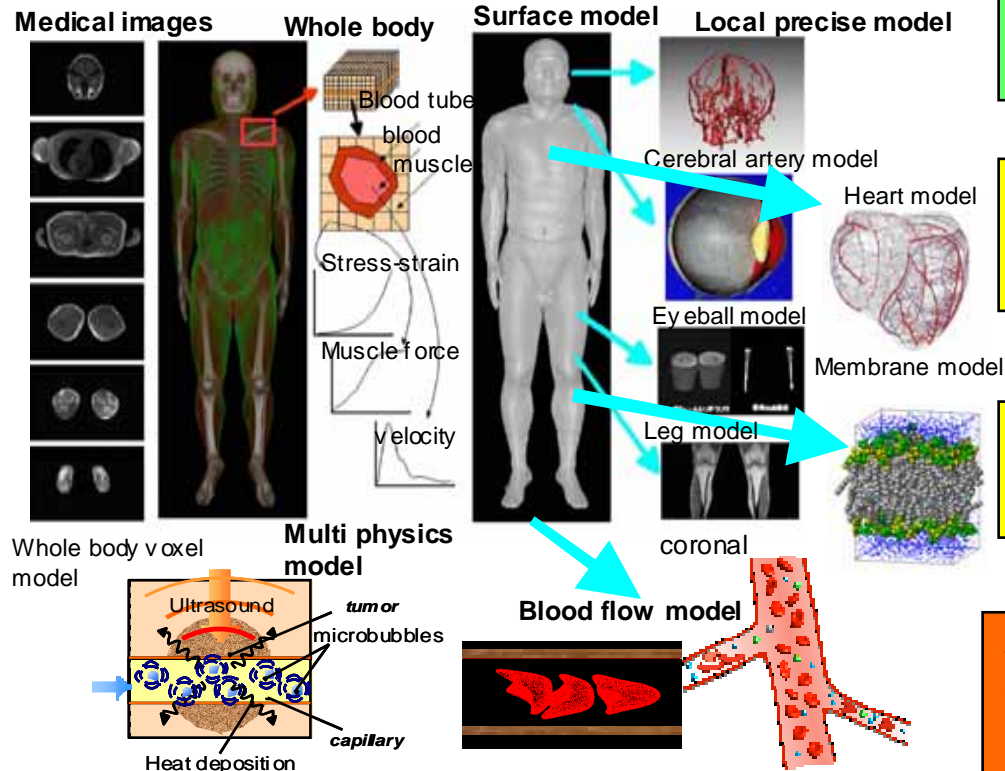 Medical images
Whole body
Surface model
Local precise model
Blood tube
blood
muscle
Cerebral artery model
Heart model
Stress-strain
Eyeball model
Muscle force
Membrane model
velocity
Leg model
Whole body voxel
model
Multi physics
model
coronal
Ultrasound
tumor
microbubbles
Blood flow model
capillary
Heat deposition